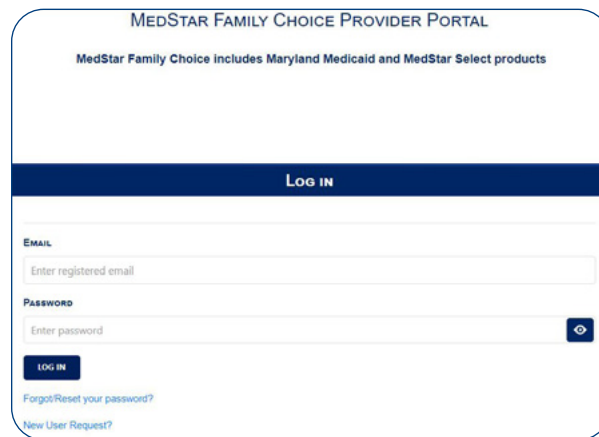 MEDSTAR FAMILY CHOICE PROVIDER PORTAL
MedStar Family Choice includes Maryland Medicaid and MedStar Select products
LOG IN
EMAIL
Enter registered email
PASSWORD
Enter password
LOG IN
Forgot/Reset your password?
New User Request?